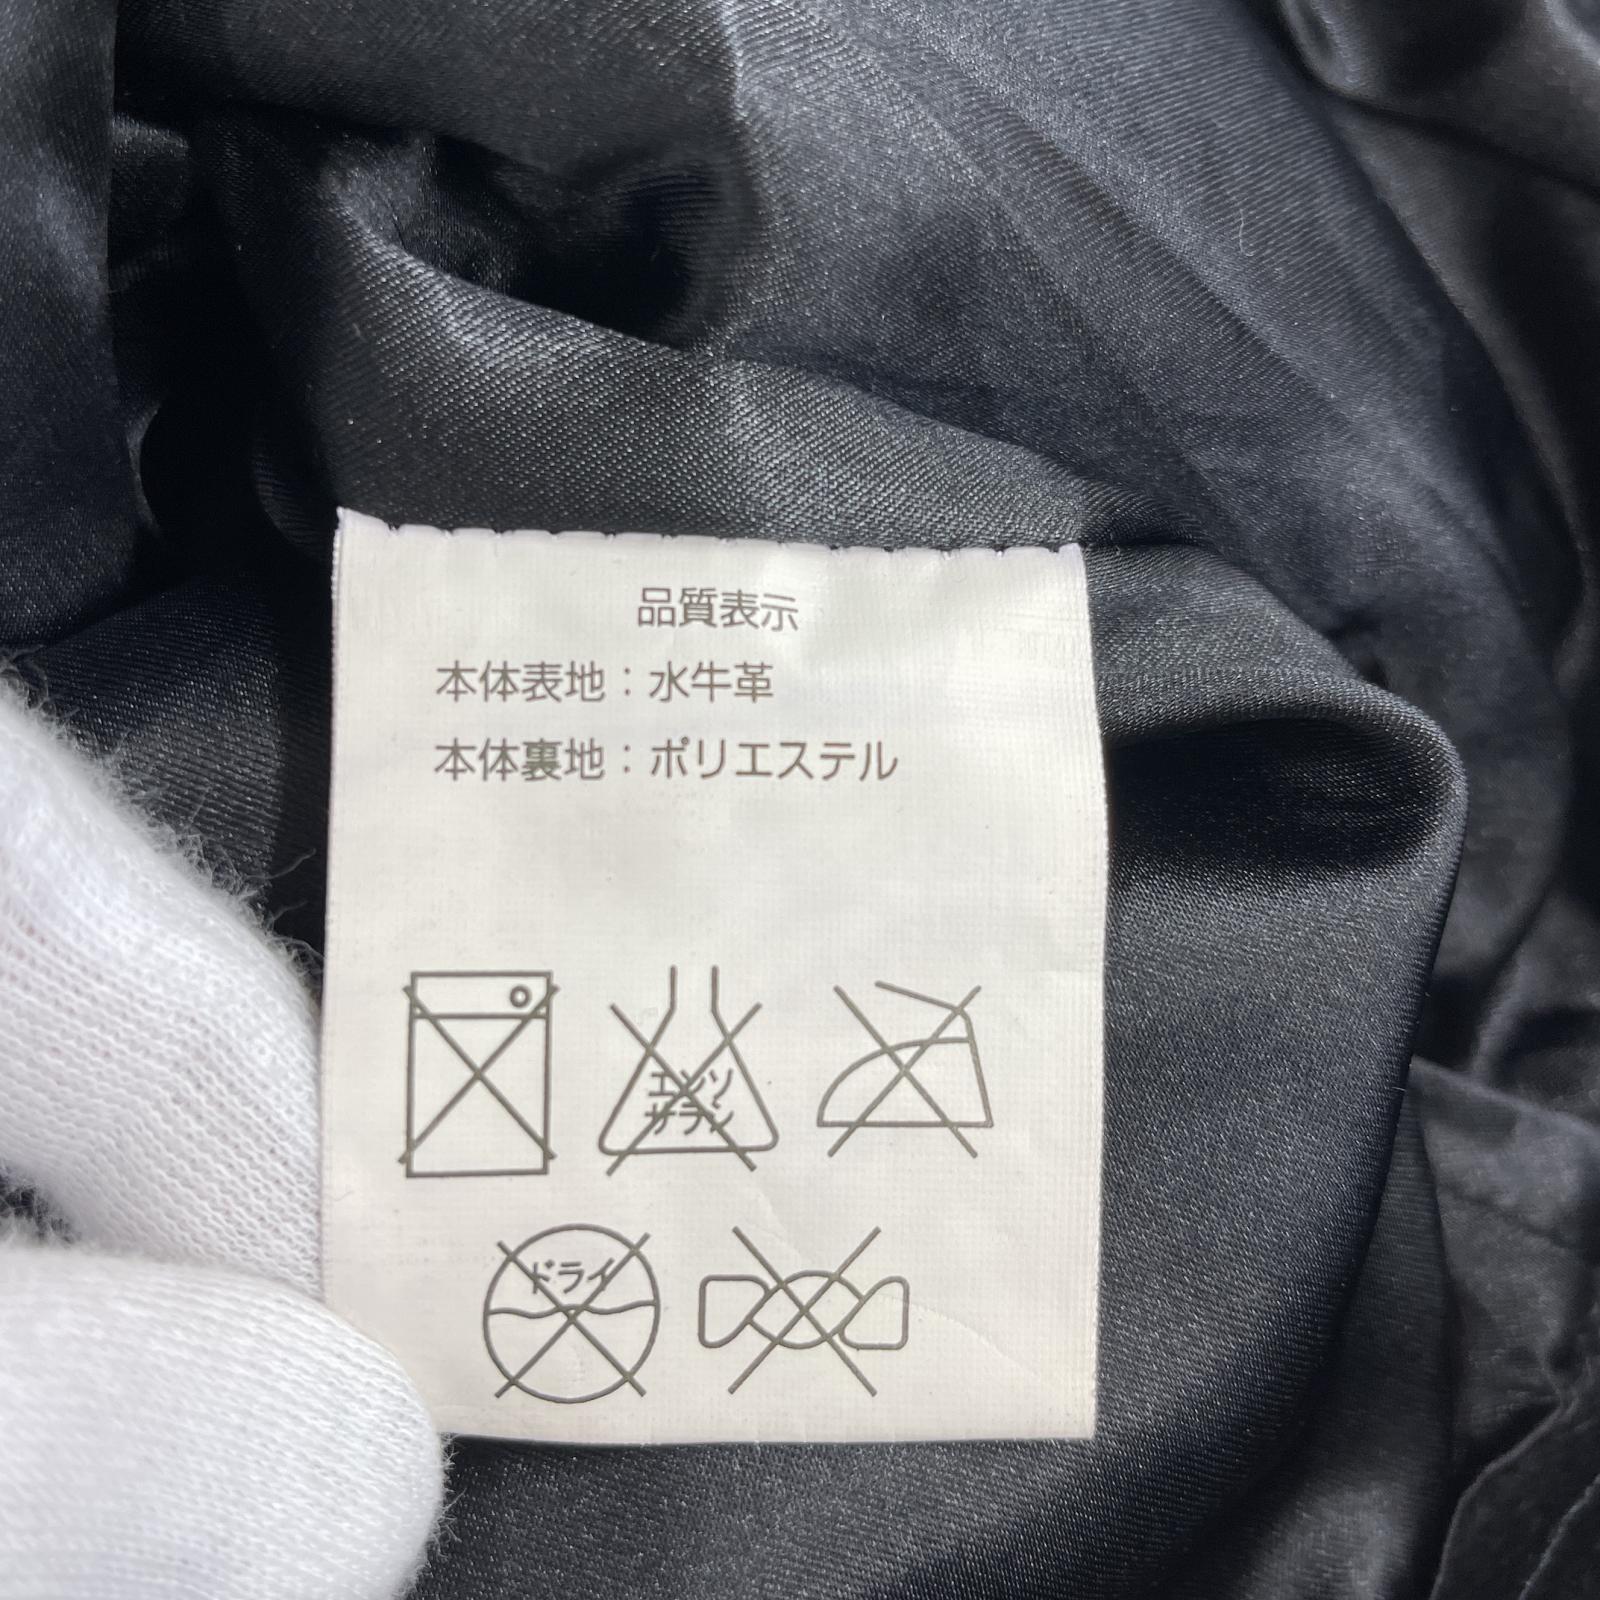 品質表示
本体表地：水牛革
本体裏地：ポリエステル
エンソ
サラシ
ドライ